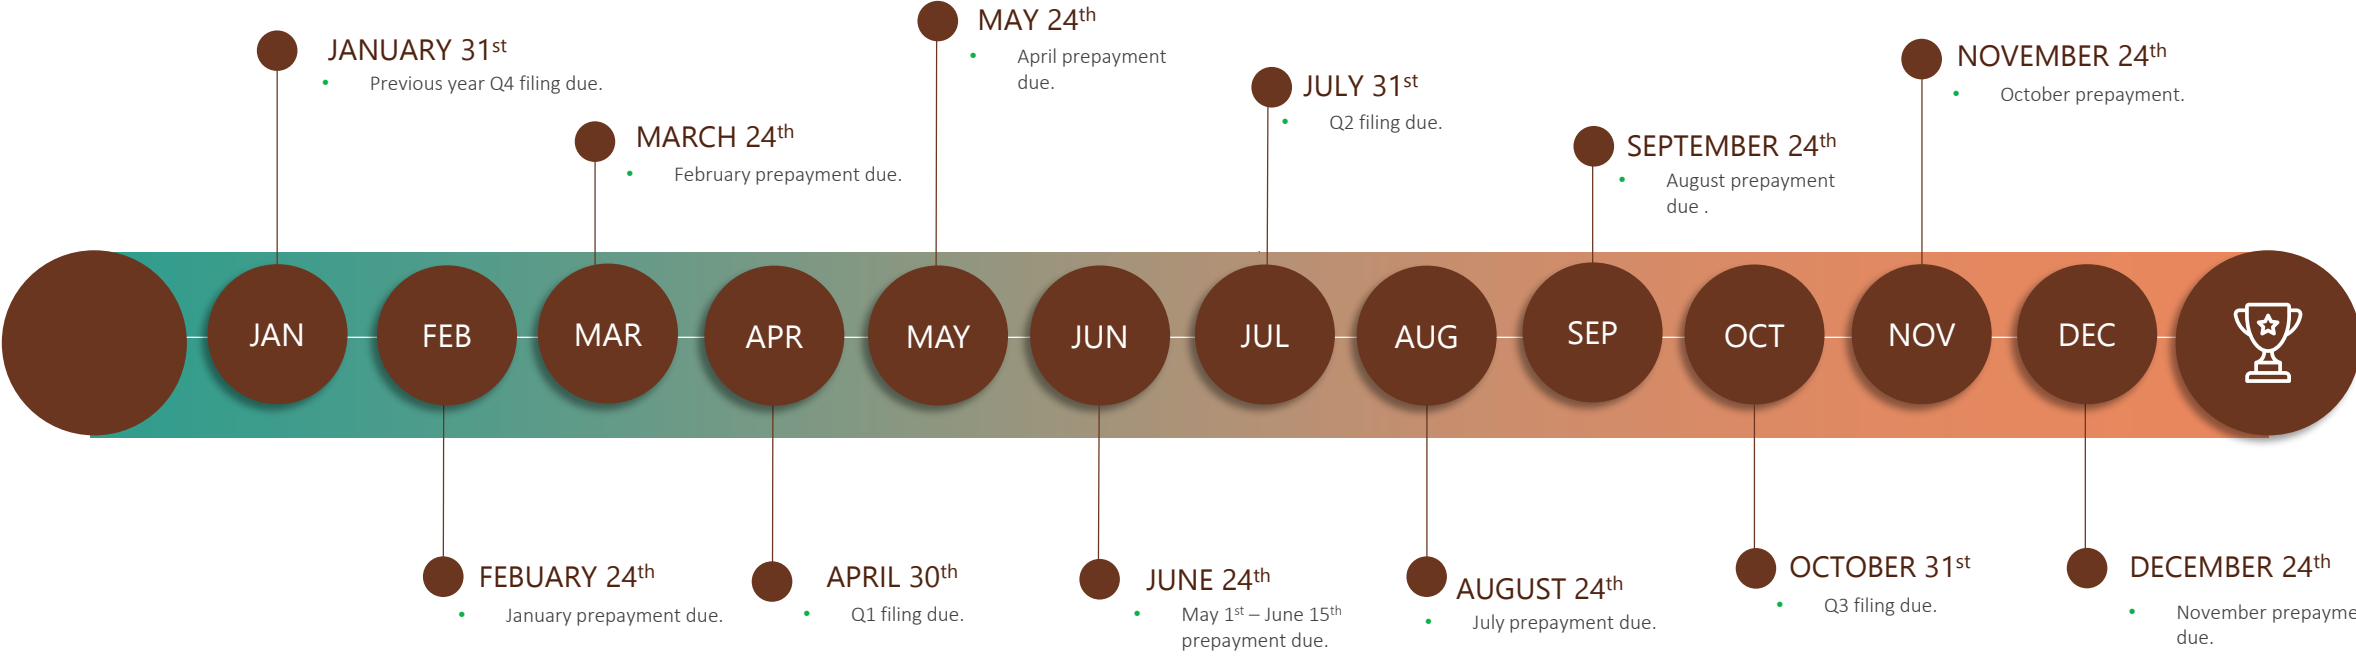 JANUARY 31st
• Previous year Q4 filing due.
MARCH 24th
• February prepayment due.
MAY 24th
• April prepayment
due.
JULY 31st
• Q2 filing due.
SEPTEMBER 24th
• August prepayment
due .
NOVEMBER 24th
• October prepayment.
JAN
FEB
MAR
APR
MAY
JUN
JUL
AUG
SEP
OCT
NOV
DEC
FEBUARY 24th
• January prepayment due.
APRIL 30th
• Q1 filing due.
JUNE 24th
• May 1st – June 15th
prepayment due.
AUGUST 24th
• July prepayment due.
OCTOBER 31st
• Q3 filing due.
DECEMBER 24th
• November prepayme
due.